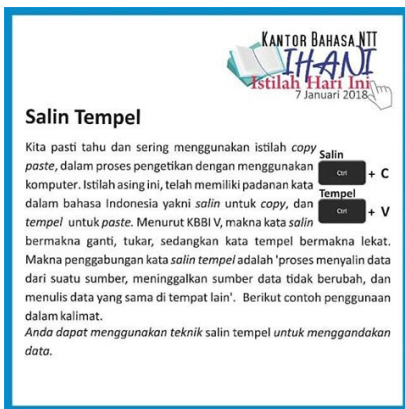 KANTOR BAHASA NTT
IHANI
Istilah Hari Ini
7 Januari 2018
Salin Tempel
Kita pasti tahu dan sering menggunakan istilah copy
paste, dalam proses pengetikan dengan menggunakan
komputer. Istilah asing ini, telah memiliki padanan kata
dalam bahasa Indonesia yakni salin untuk copy, dan
tempel untuk paste. Menurut KBBI V, makna kata salin
Salin
Ctrl + C
Tempel
Ctrl + V
bermakna ganti, tukar, sedangkan kata tempel bermakna lekat.
Makna penggabungan kata salin tempel adalah 'proses menyalin data
dari suatu sumber, meninggalkan sumber data tidak berubah, dan
menulis data yang sama di tempat lain'. Berikut contoh penggunaan
dalam kalimat.
Anda dapat menggunakan teknik salin tempel untuk menggandakan
data.